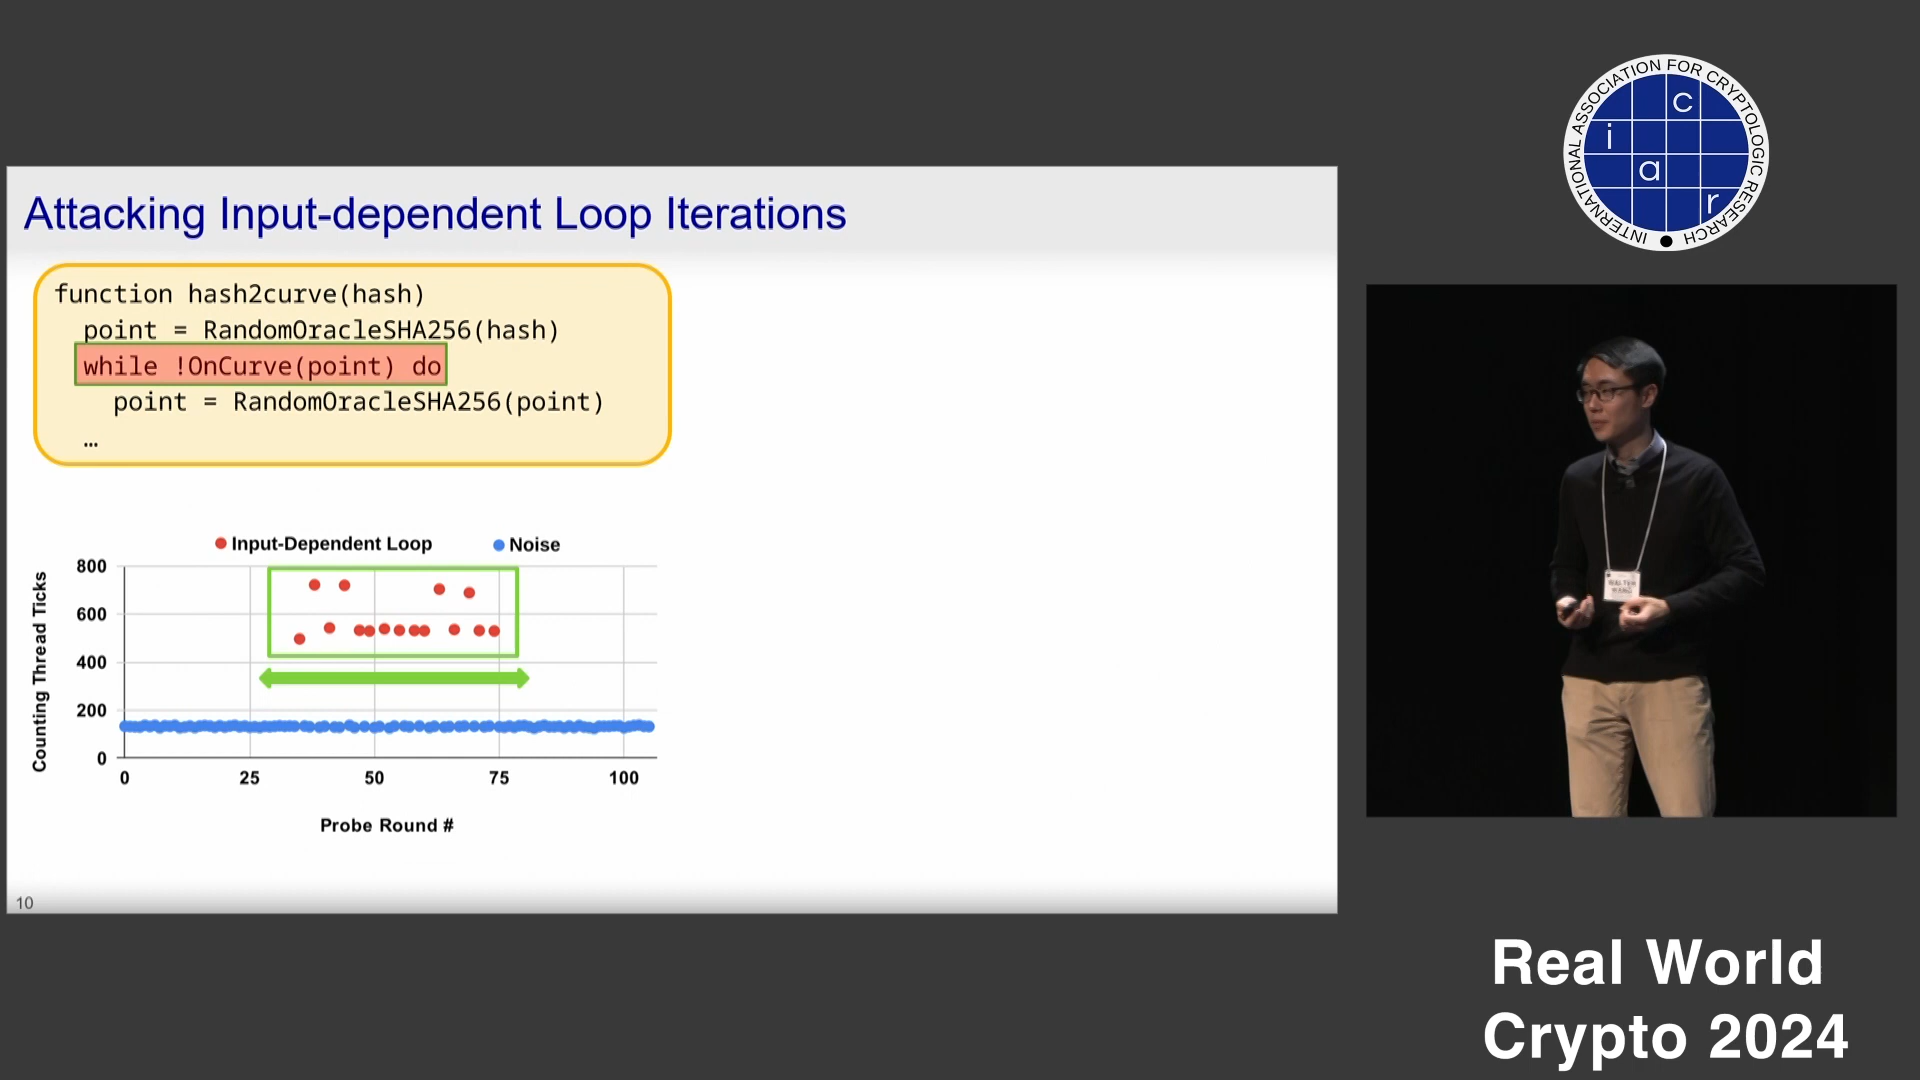 Attacking Input-dependent Loop Iterations
function hash2curve(hash)
point = RandomOracleSHA256(hash)
while !OnCurve(point) do
point = RandomOracleSHA256(point)
…
Input-Dependent Loop
Noise
Counting Thread Ticks
800
600
400
200
0
0 25 50 75 100
Probe Round #
10
INTERNATIONAL ASSOCIATION FOR CRYPTOLOGIC RESEARCH
i a c r
Real World
Crypto 2024